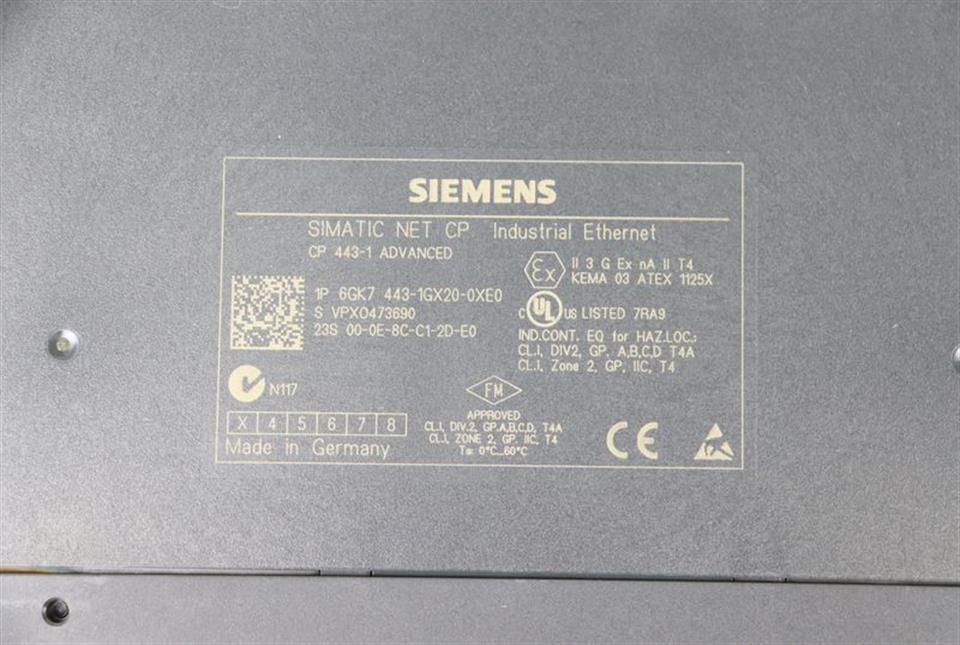 SIEMENS
SIMATIC NET CP Industrial Ethernet
CP 443-1 ADVANCED
Ex
II 3 G Ex nA II T4
KEMA 03 ATEX 1125X
1P 6GK7 443-1GX20-0XE0
S VPX0473690
23S 00-0E-8C-C1-2D-E0
C UL US LISTED 7RA9
IND.CONT. EQ for HAZ.LOC.:
CL.I, DIV2, GP. A,B,C,D T4A
CL.I, Zone 2, GP, IIC, T4
N117
FM
APPROVED
CL.I, DIV.2, GP.A,B,C,D, T4A
CL.I, ZONE 2, GP. IIC, T4
Ta: 0°C...60°C
X 4 5 6 7 8
Made in Germany
CE